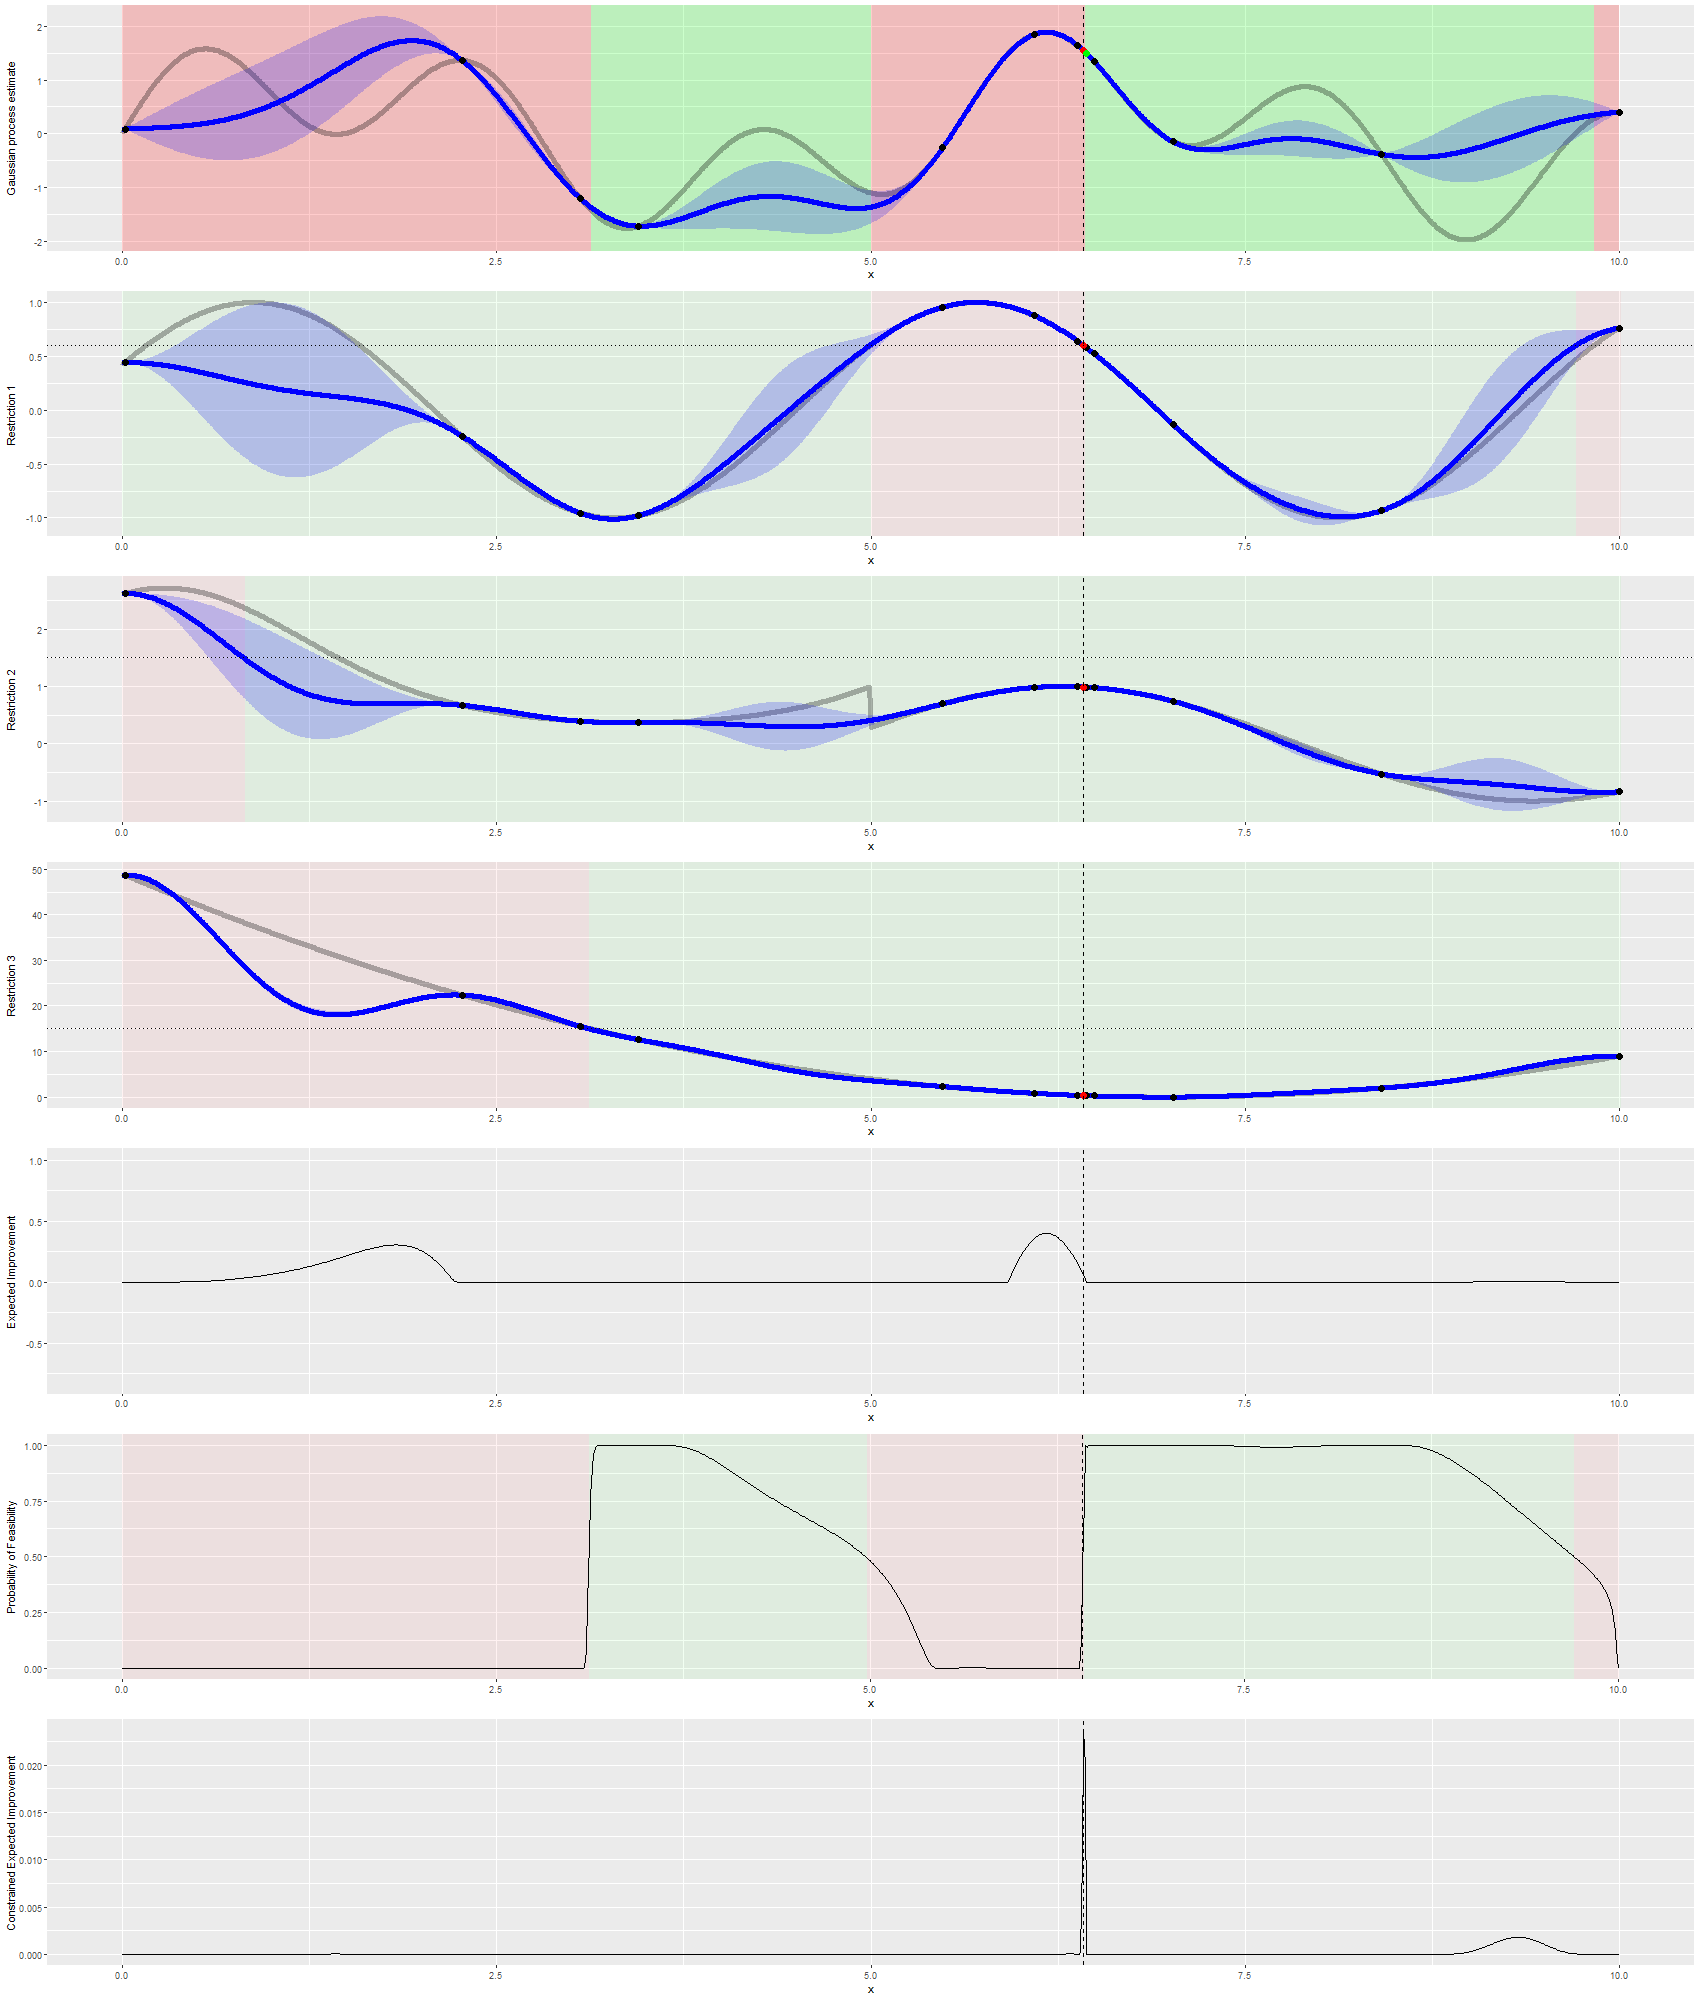 Gaussian process estimate
2
1
0
-1
-2
0.0 2.5 5.0 7.5 10.0
x
Restriction 1
1.0
0.5
0.0
-0.5
-1.0
0.0 2.5 5.0 7.5 10.0
x
Restriction 2
2
1
0
-1
0.0 2.5 5.0 7.5 10.0
x
Restriction 3
50
40
30
20
10
0
0.0 2.5 5.0 7.5 10.0
x
Expected Improvement
1.0
0.5
0.0
-0.5
0.0 2.5 5.0 7.5 10.0
x
Probability of Feasibility
1.00
0.75
0.50
0.25
0.00
0.0 2.5 5.0 7.5 10.0
x
Constrained Expected Improvement
0.020
0.015
0.010
0.005
0.000
0.0 2.5 5.0 7.5 10.0
x